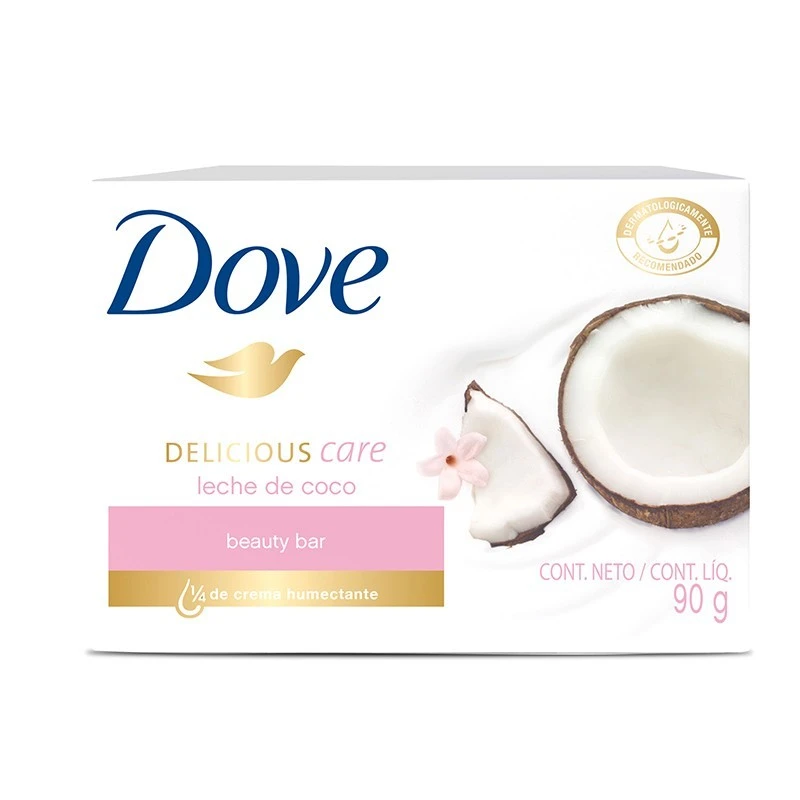 Dove
DERMATOLOGICAMENTE
RECOMENDADO
DELICIOUS care
leche de coco
beauty bar
1/4 de crema humectante
CONT. NETO / CONT. LÍQ.
90 g